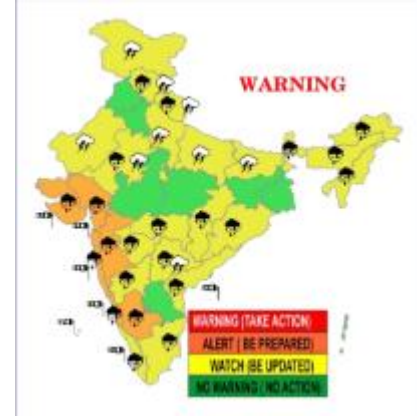 WARNING
WARNING (TAKE ACTION)
ALERT ( BE PREPARED)
WATCH (BE UPDATED)
NO WARNING ( NO ACTION)